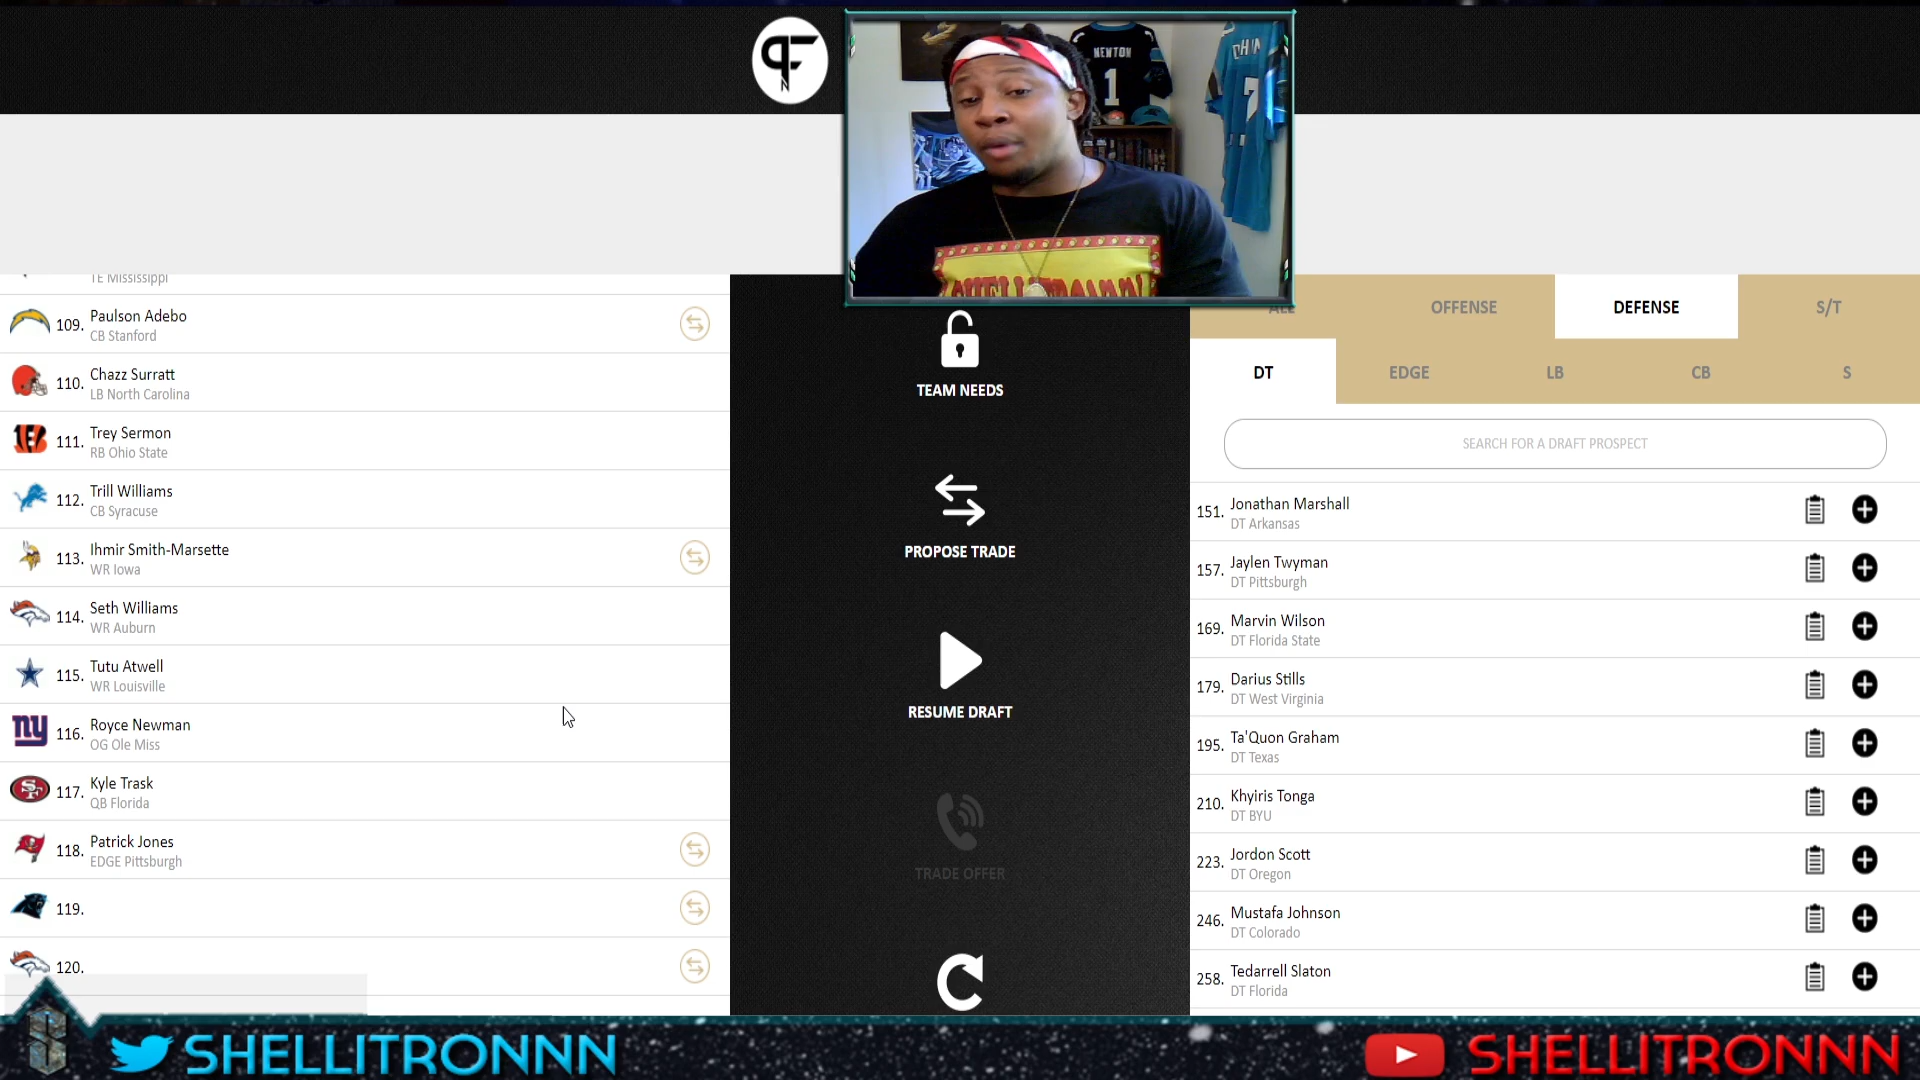 PF
N
NEWTON
1
TE Mississippi
109. Paulson Adebo
CB Stanford
110. Chazz Surratt
LB North Carolina
111. Trey Sermon
RB Ohio State
112. Trill Williams
CB Syracuse
113. Ihmir Smith-Marsette
WR Iowa
114. Seth Williams
WR Auburn
115. Tutu Atwell
WR Louisville
ny 116. Royce Newman
OG Ole Miss
SF 117. Kyle Trask
QB Florida
118. Patrick Jones
EDGE Pittsburgh
119.
120.
TEAM NEEDS
PROPOSE TRADE
RESUME DRAFT
TRADE OFFER
ALL OFFENSE DEFENSE S/T
DT EDGE LB CB S
SEARCH FOR A DRAFT PROSPECT
151. Jonathan Marshall
DT Arkansas
157. Jaylen Twyman
DT Pittsburgh
169. Marvin Wilson
DT Florida State
179. Darius Stills
DT West Virginia
195. Ta'Quon Graham
DT Texas
210. Khyiris Tonga
DT BYU
223. Jordon Scott
DT Oregon
246. Mustafa Johnson
DT Colorado
258. Tedarrell Slaton
DT Florida
SHELLITRONNN
SHELLITRONNN